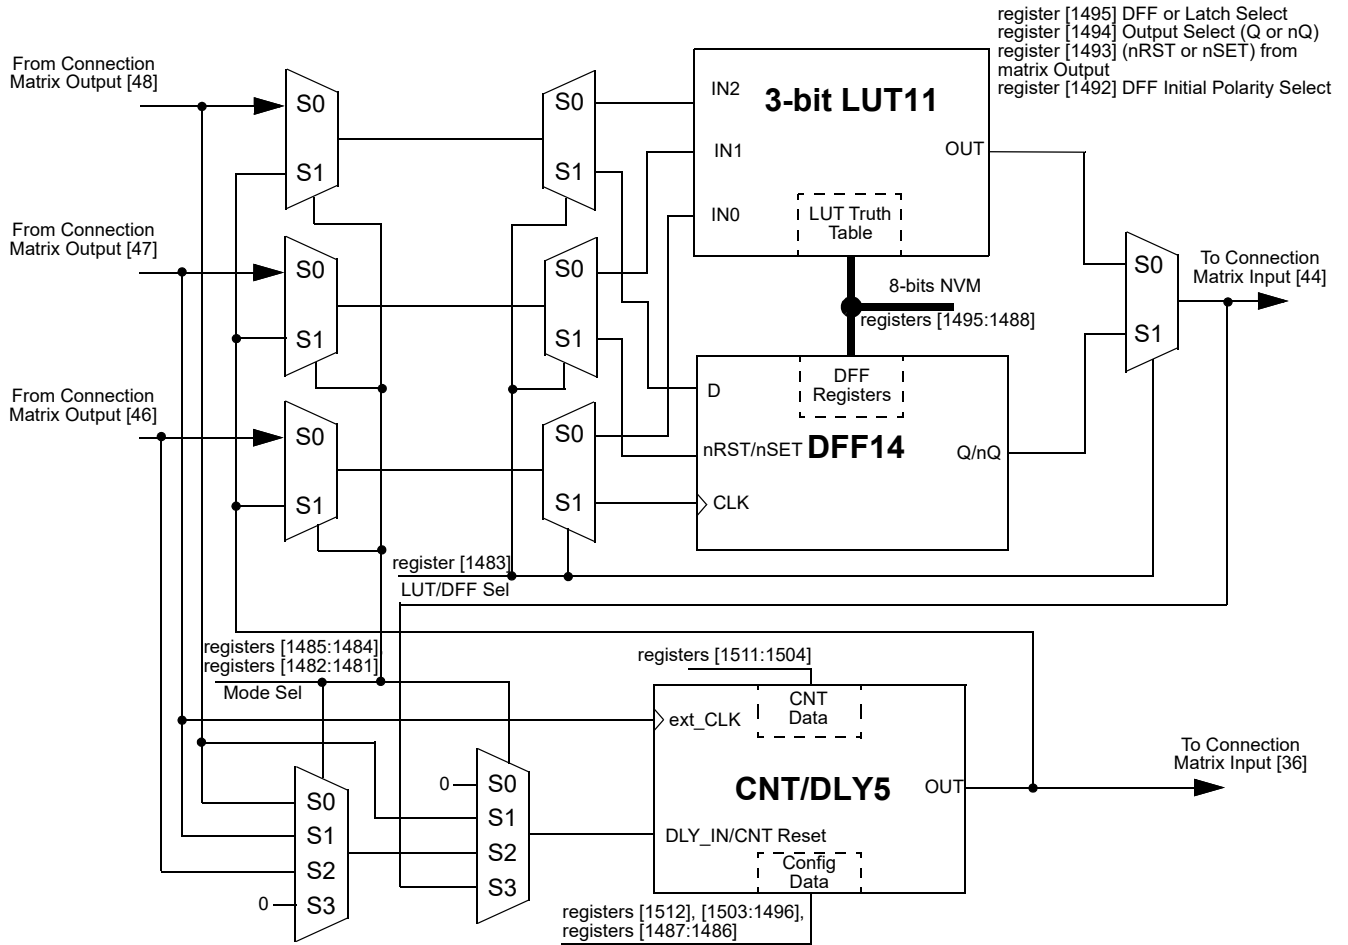 register [1495] DFF or Latch Select
register [1494] Output Select (Q or nQ)
register [1493] (nRST or nSET) from
matrix Output
register [1492] DFF Initial Polarity Select
From Connection
Matrix Output [48]
S0
S1
S0
S1
IN2
3-bit LUT11
IN1
OUT
IN0
LUT Truth
Table
From Connection
Matrix Output [47]
S0
S1
S0
S1
8-bits NVM
registers [1495:1488]
S0
S1
To Connection
Matrix Input [44]
From Connection
Matrix Output [46]
S0
S1
S0
S1
DFF
Registers
D
nRST/nSET
DFF14
Q/nQ
CLK
register [1483]
LUT/DFF Sel
registers [1485:1484],
registers [1482:1481]
Mode Sel
registers [1511:1504]
CNT
Data
ext_CLK
CNT/DLY5
OUT
To Connection
Matrix Input [36]
DLY_IN/CNT Reset
Config
Data
S0
S1
S2
0
S3
0
S0
S1
S2
S3
registers [1512], [1503:1496],
registers [1487:1486]